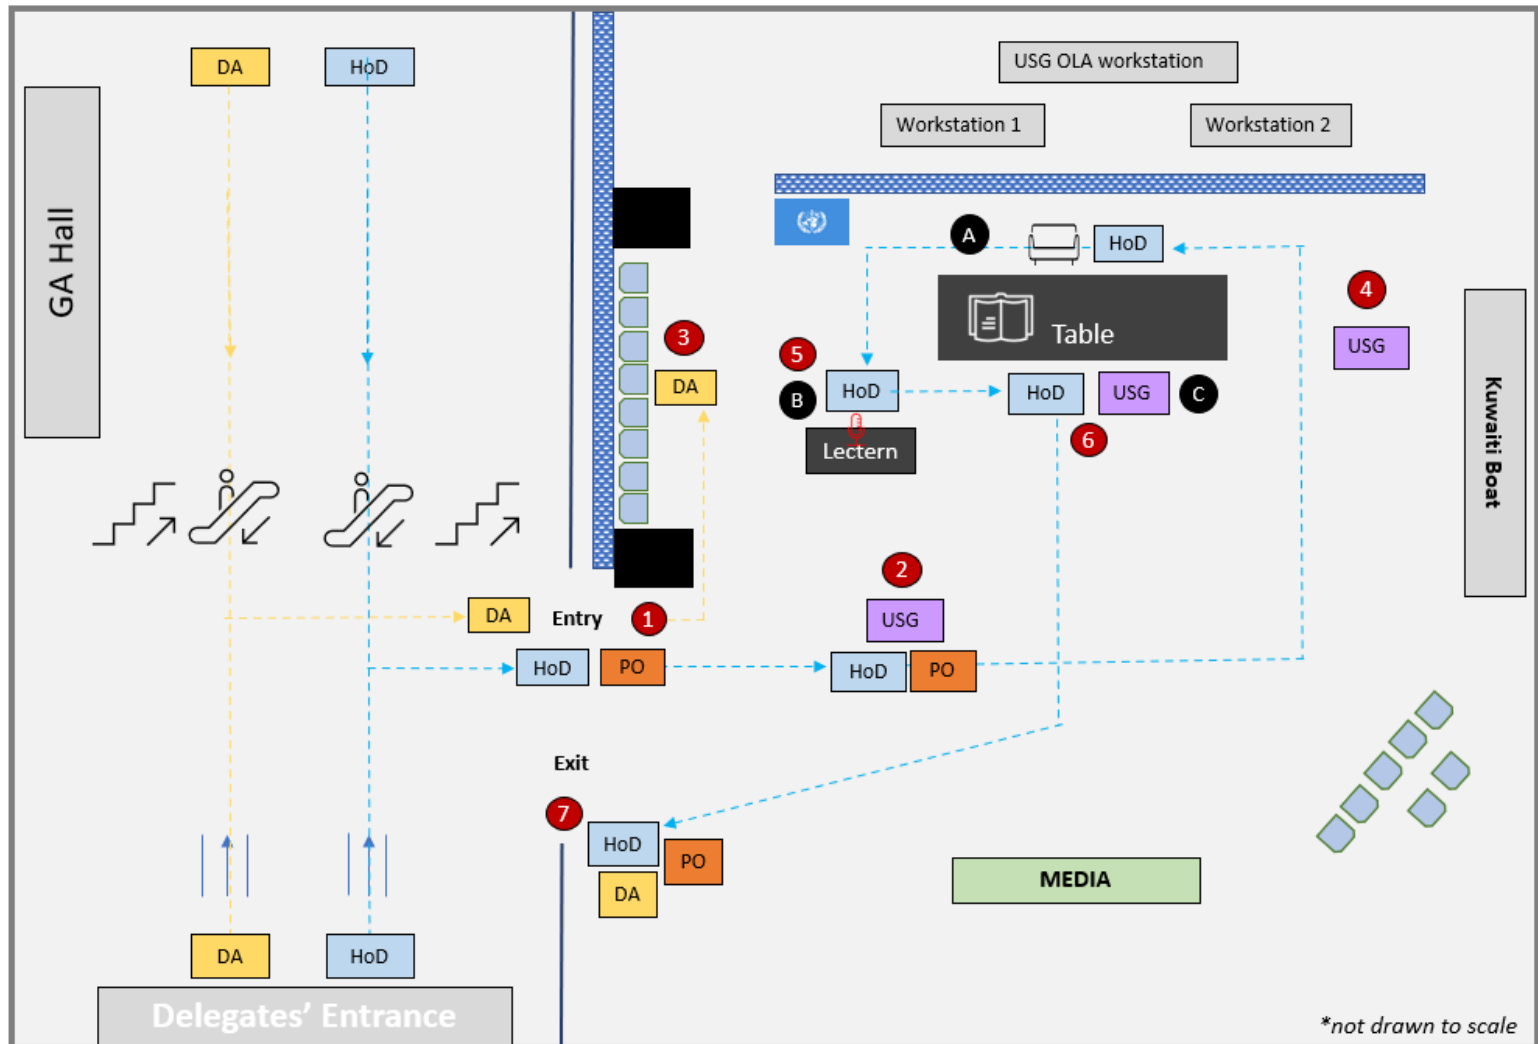 DA
HoD
USG OLA workstation
Workstation 1
Workstation 2
GA Hall
A
HoD
4
USG
Table
3
DA
5
B
HoD
HoD
USG
C
6
Lectern
Kuwaiti Boat
2
USG
DA
Entry
1
HoD
PO
HoD
PO
Exit
7
HoD
PO
DA
MEDIA
DA
HoD
Delegates’ Entrance
*not drawn to scale